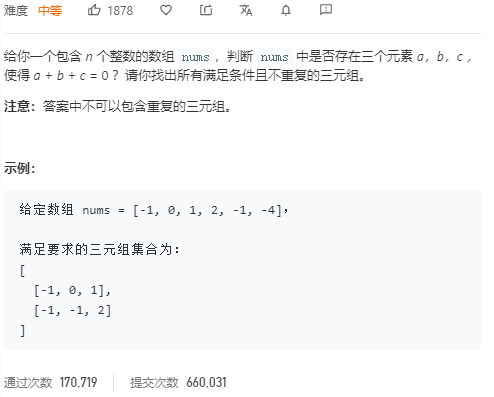 难度 中等 1878
给你一个包含 n 个整数的数组 nums，判断 nums 中是否存在三个元素 a，b，c ，
使得 a + b + c = 0 ？请你找出所有满足条件且不重复的三元组。
注意：答案中不可以包含重复的三元组。
示例：
给定数组 nums = [-1, 0, 1, 2, -1, -4]，
满足要求的三元组集合为：
[
[-1, 0, 1],
[-1, -1, 2]
]
通过次数 170,719 提交次数 660,031